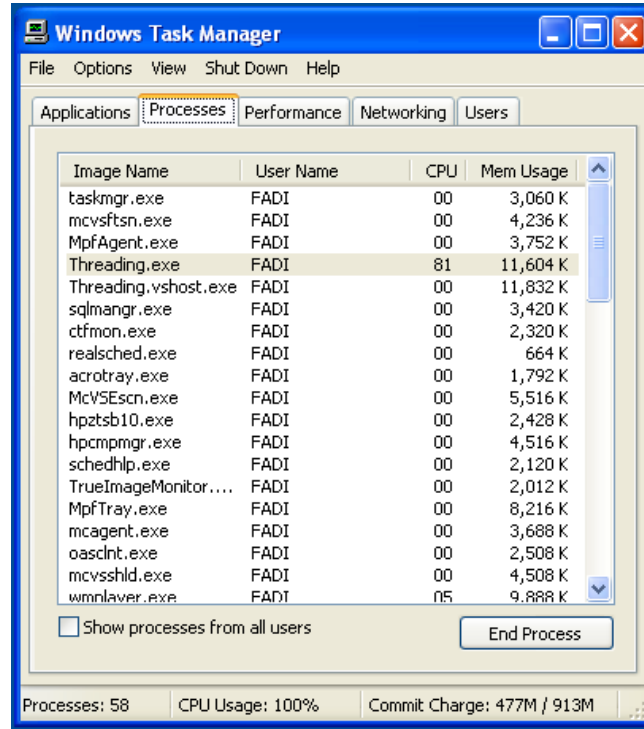 Windows Task Manager
File Options View Shut Down Help
Applications Processes Performance Networking Users
Image Name User Name CPU Mem Usage
taskmgr.exe FADI 00 3,060 K
mcvsftsn.exe FADI 00 4,236 K
MpfAgent.exe FADI 00 3,752 K
Threading.exe FADI 81 11,604 K
Threading.vshost.exe FADI 00 11,832 K
sqlmangr.exe FADI 00 3,420 K
ctfmon.exe FADI 00 2,320 K
realsched.exe FADI 00 664 K
acrotray.exe FADI 00 1,792 K
McVSEscn.exe FADI 00 5,516 K
hpztsb10.exe FADI 00 2,428 K
hpcmpmgr.exe FADI 00 4,516 K
schedhlp.exe FADI 00 2,120 K
TrueImageMonitor.... FADI 00 2,012 K
MpfTray.exe FADI 00 8,216 K
mcagent.exe FADI 00 3,688 K
oasclnt.exe FADI 00 2,508 K
mcvsshld.exe FADI 00 4,508 K
wmplayer.exe FADI 05 9,888 K
Show processes from all users End Process
Processes: 58 CPU Usage: 100% Commit Charge: 477M / 913M